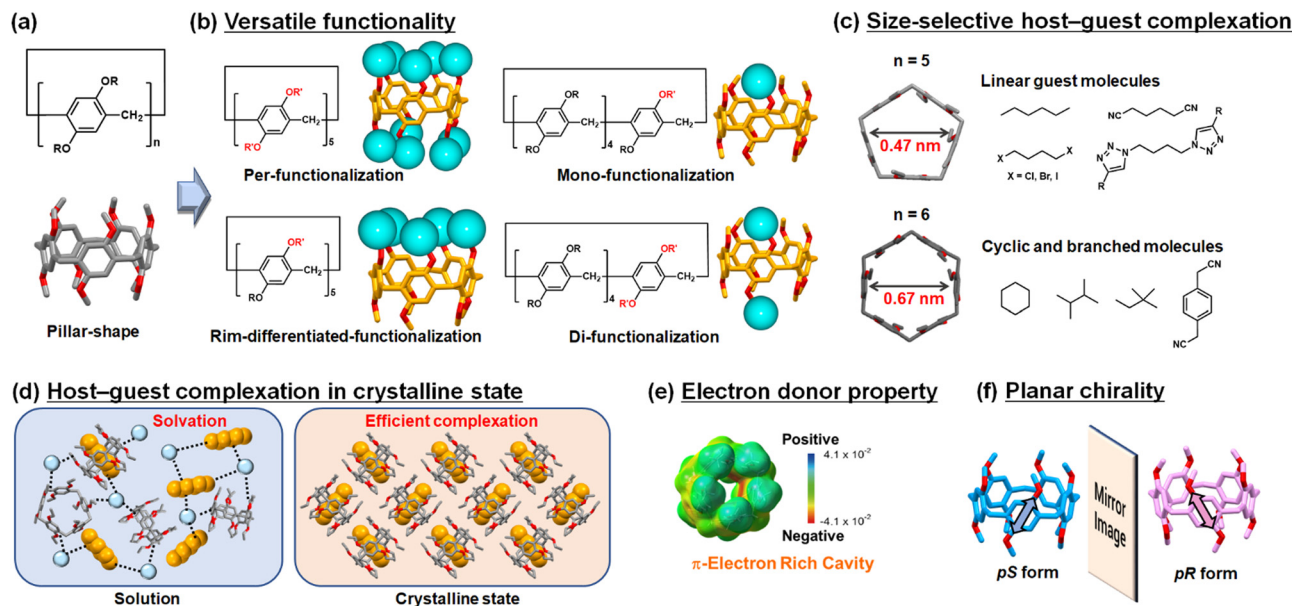 (a)
OR
RO
CH2
n
Pillar-shape
(b) Versatile functionality
OR'
R'O
CH2
5
Per-functionalization
OR
RO
CH2
4
OR'
RO
CH2
Mono-functionalization
OR'
RO
CH2
5
Rim-differentiated-functionalization
OR
RO
CH2
4
OR'
R'O
CH2
Di-functionalization
(c) Size-selective host–guest complexation
n = 5
0.47 nm
Linear guest molecules
NC
CN
X
X
X = Cl, Br, I
R
N
N
N
N
N
N
R
n = 6
0.67 nm
Cyclic and branched molecules
CN
NC
(d) Host–guest complexation in crystalline state
Solvation
Solution
Efficient complexation
Crystalline state
(e) Electron donor property
Positive
4.1 x 10-2
-4.1 x 10-2
Negative
π-Electron Rich Cavity
(f) Planar chirality
Mirror
Image
pS form
pR form